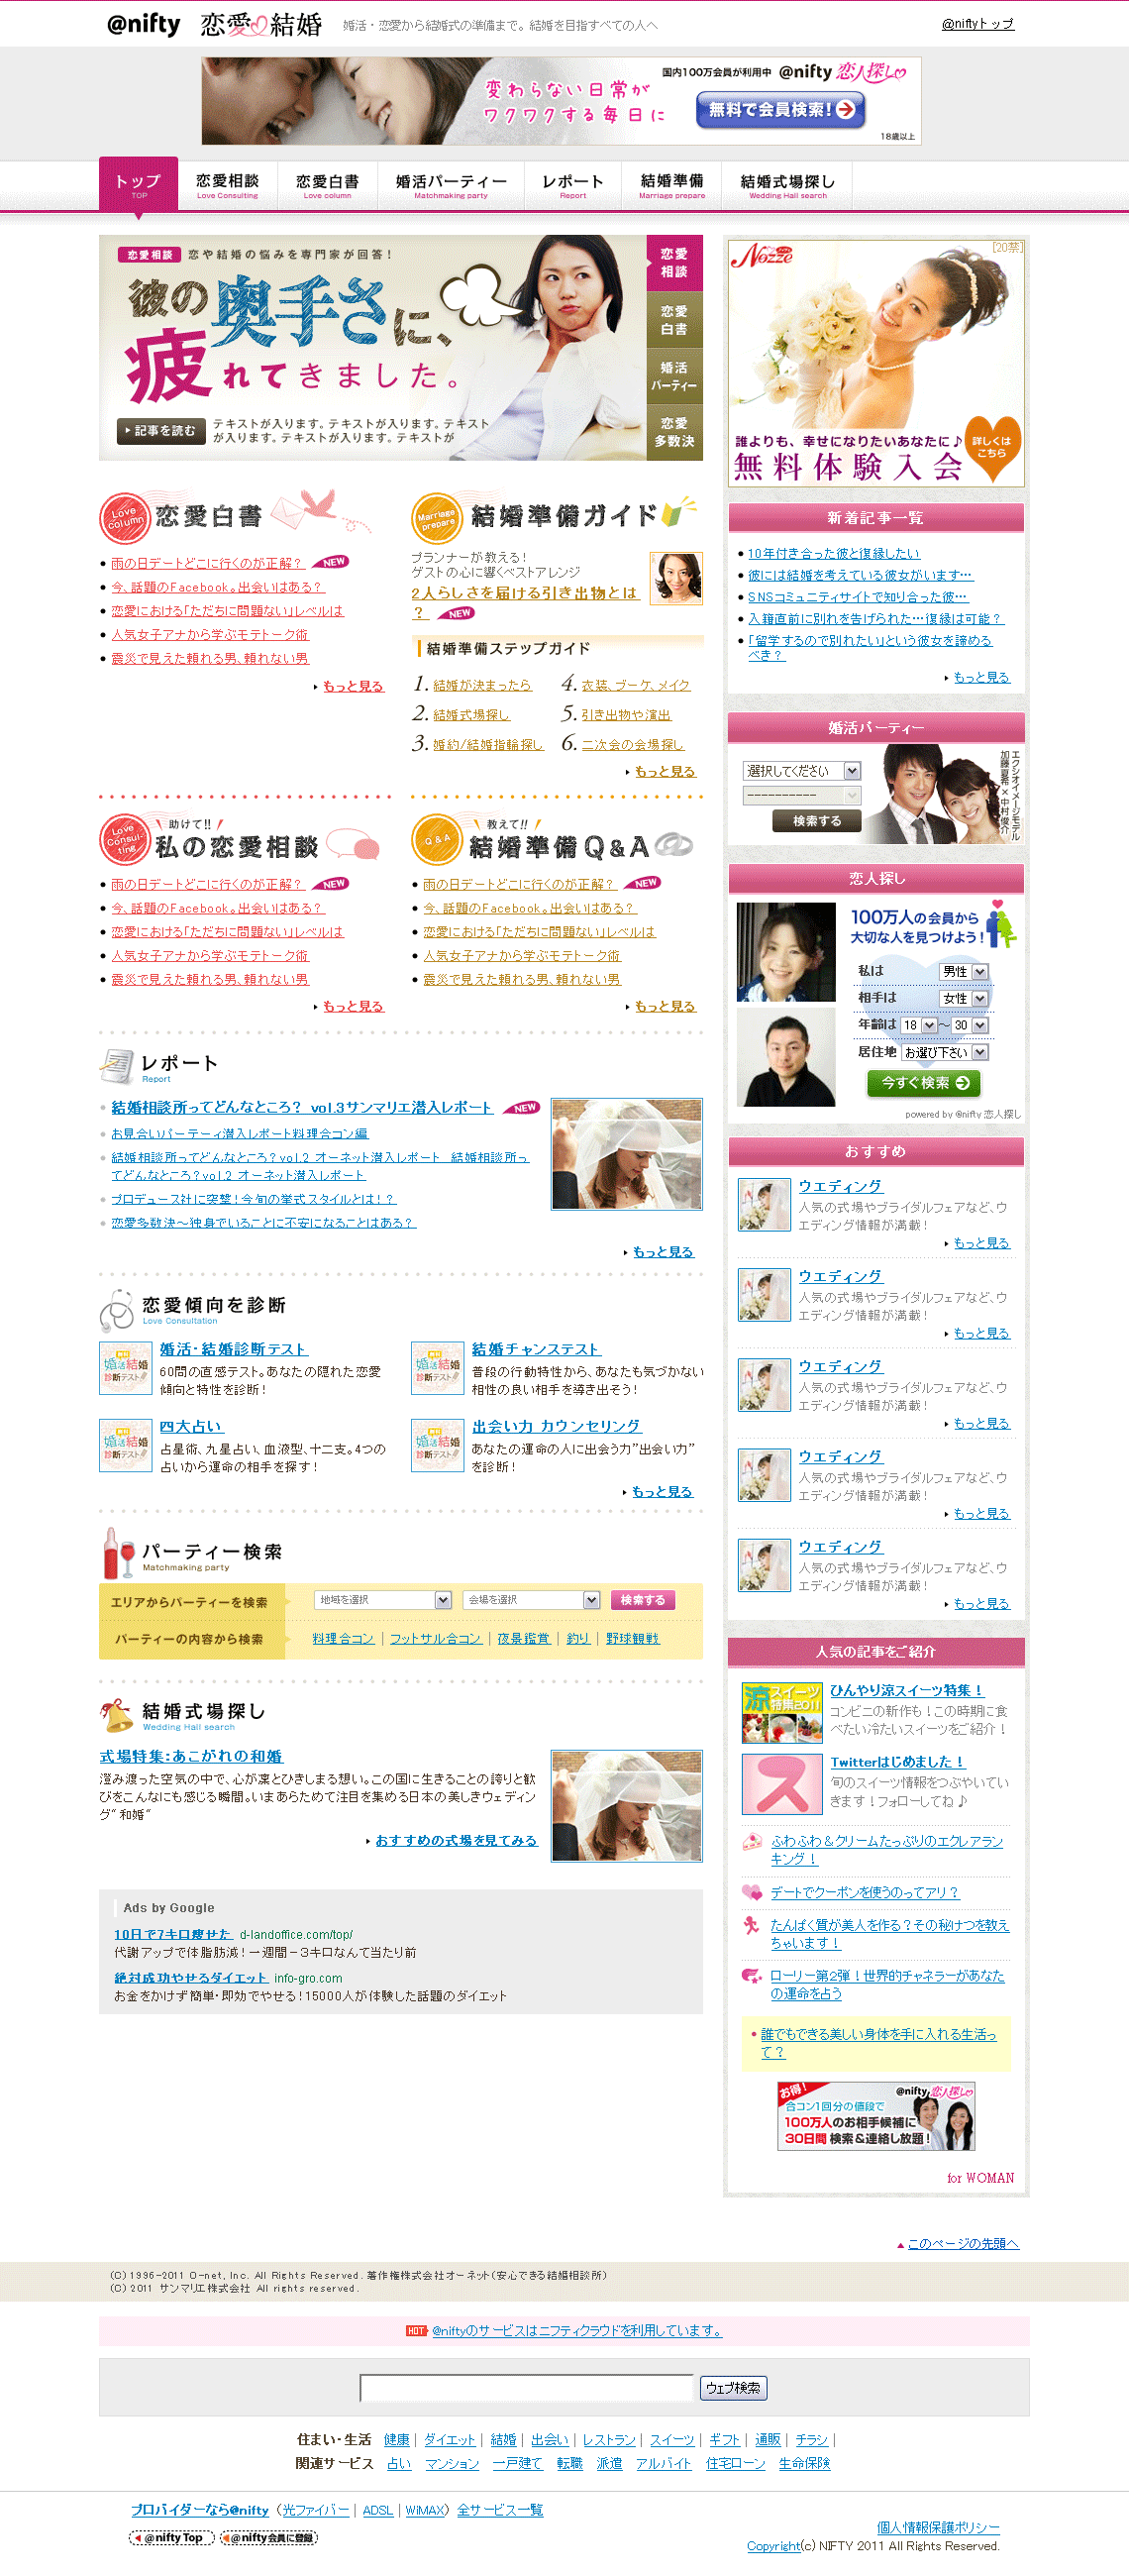 @nifty 恋愛♡結婚 婚活・恋愛から結婚式の準備まで。結婚を目指すすべての人へ
@niftyトップ
変わらない日常が
ワクワクする毎日に
国内100万会員が利用中 @nifty 恋人探し
無料で会員検索!
18歳以上
トップ
TOP
恋愛相談
Love Consulting
恋愛白書
Love column
婚活パーティー
Matchmaking party
レポート
Report
結婚準備
Marriage prepare
結婚式場探し
Wedding Hall search
恋愛相談 恋や結婚の悩みを専門家が回答!
彼の奥手さに、
疲れてきました。
記事を読む
テキストが入ります。テキストが入ります。テキスト
が入ります。テキストが入ります。テキストが
恋愛
相談
恋愛
白書
婚活
パーティー
恋愛
多数決
Love column 恋愛白書
雨の日デートどこに行くのが正解? NEW
今、話題のFacebook。出会いはある?
恋愛における「ただちに問題ない」レベルは
人気女子アナから学ぶモテトーク術
震災で見えた頼れる男、頼れない男
もっと見る
Marriage prepare 結婚準備ガイド
プランナーが教える!
ゲストの心に響くベストアレンジ
2人らしさを届ける引き出物とは
? NEW
結婚準備ステップガイド
1. 結婚が決まったら
2. 結婚式場探し
3. 婚約/結婚指輪探し
4. 衣装、ブーケ、メイク
5. 引き出物や演出
6. 二次会の会場探し
もっと見る
Love Consul-ting 助けて!!
私の恋愛相談
雨の日デートどこに行くのが正解? NEW
今、話題のFacebook。出会いはある?
恋愛における「ただちに問題ない」レベルは
人気女子アナから学ぶモテトーク術
震災で見えた頼れる男、頼れない男
もっと見る
Q & A 教えて!!
結婚準備Q&A
雨の日デートどこに行くのが正解? NEW
今、話題のFacebook。出会いはある?
恋愛における「ただちに問題ない」レベルは
人気女子アナから学ぶモテトーク術
震災で見えた頼れる男、頼れない男
もっと見る
レポート
Report
結婚相談所ってどんなところ? vol.3サンマリエ潜入レポート NEW
お見合いパーティ潜入レポート料理合コン編
結婚相談所ってどんなところ?vol.2 オーネット潜入レポート 結婚相談所っ
てどんなところ?vol.2 オーネット潜入レポート
プロデュース社に突撃!今旬の挙式スタイルとは!?
恋愛多数決~独身でいることに不安になることはある?
もっと見る
恋愛傾向を診断
Love Consultation
婚活・結婚診断テスト
60問の直感テスト。あなたの隠れた恋愛
傾向と特性を診断!
結婚チャンステスト
普段の行動特性から、あなたも気づかない
相性の良い相手を導き出そう!
四大占い
占星術、九星占い、血液型、十二支。4つの
占いから運命の相手を探す!
出会い力 カウンセリング
あなたの運命の人に出会う力"出会い力"
を診断!
もっと見る
パーティー検索
Matchmaking party
エリアからパーティーを検索 地域を選択 会場を選択 検索する
パーティーの内容から検索 料理合コン | フットサル合コン | 夜景鑑賞 | 釣り | 野球観戦
結婚式場探し
Wedding Hall search
式場特集:あこがれの和婚
澄み渡った空気の中で、心が凛とひきしまる想い。この国に生きることの誇りと歓
びをこんなにも感じる瞬間。いまあらためて注目を集める日本の美しきウェディン
グ"和婚"
おすすめの式場を見てみる
Ads by Google
10日で7キロ痩せた d-landoffice.com/top/
代謝アップで体脂肪減!一週間-3キロなんて当たり前
絶対成功やせるダイエット info-gro.com
お金をかけず簡単・即効でやせる!15000人が体験した話題のダイエット
Nozze [20禁]
誰よりも、幸せになりたいあなたに♪
無料体験入会
詳しくは
こちら
新着記事一覧
10年付き合った彼と復縁したい
彼には結婚を考えている彼女がいます…
SNSコミュニティサイトで知り合った彼…
入籍直前に別れを告げられた…復縁は可能?
「留学するので別れたい」という彼女を諦める
べき?
もっと見る
婚活パーティー
選択してください
----------
検索する
エクシオイメージモデル
加藤夏希×中村俊介
恋人探し
100万人の会員から
大切な人を見つけよう!
私は 男性
相手は 女性
年齢は 18 ~ 30
居住地 お選び下さい
今すぐ検索
powered by @nifty 恋人探し
おすすめ
ウエディング
人気の式場やブライダルフェアなど、ウ
エディング情報が満載!
もっと見る
ウエディング
人気の式場やブライダルフェアなど、ウ
エディング情報が満載!
もっと見る
ウエディング
人気の式場やブライダルフェアなど、ウ
エディング情報が満載!
もっと見る
ウエディング
人気の式場やブライダルフェアなど、ウ
エディング情報が満載!
もっと見る
ウエディング
人気の式場やブライダルフェアなど、ウ
エディング情報が満載!
もっと見る
人気の記事をご紹介
涼スイーツ特集2011
ひんやり涼スイーツ特集!
コンビニの新作も!この時期に食
べたい冷たいスイーツをご紹介!
ス
Twitterはじめました!
旬のスイーツ情報をつぶやいてい
きます!フォローしてね♪
ふわふわ&クリームたっぷりのエクレアラン
キング!
デートでクーポンを使うのってアリ?
たんぱく質が美人を作る?その秘けつを教え
ちゃいます!
ローリー第2弾!世界的チャネラーがあなた
の運命を占う
誰でもできる美しい身体を手に入れる生活っ
て?
お得! @nifty 恋人探し
合コン1回分の値段で
100万人のお相手候補に
30日間 検索&連絡し放題!
for WOMAN
このページの先頭へ
(C) 1996-2011 O-net, Inc. All Rights Reserved. 著作権株式会社オーネット(安心できる結婚相談所)
(C) 2011 サンマリエ株式会社 All rights reserved.
HOT @niftyのサービスはニフティクラウドを利用しています。
ウェブ検索
住まい・生活 健康 | ダイエット | 結婚 | 出会い | レストラン | スイーツ | ギフト | 通販 | チラシ |
関連サービス 占い マンション 一戸建て 転職 派遣 アルバイト 住宅ローン 生命保険
プロバイダーなら@nifty (光ファイバー | ADSL | WiMAX) 全サービス一覧
@nifty Top @nifty会員に登録
個人情報保護ポリシー
Copyright(c) NIFTY 2011 All Rights Reserved.